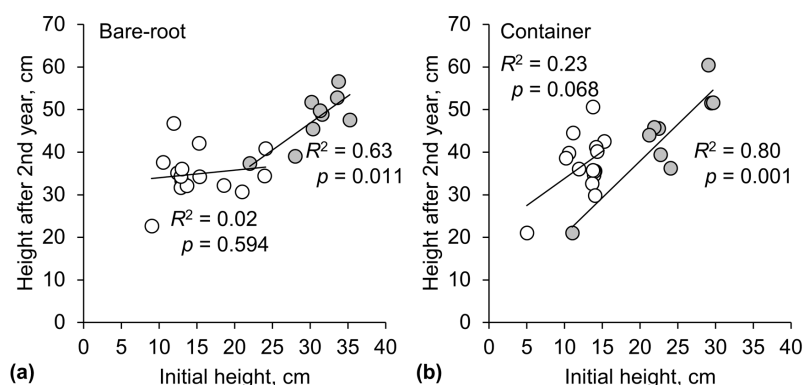 Bare-root
Height after 2nd year, cm
70
60
50
40
30
20
10
0
R² = 0.63
p = 0.011
R² = 0.02
p = 0.594
0 5 10 15 20 25 30 35 40
Initial height, cm
(a)
Container
Height after 2nd year, cm
70
60
50
40
30
20
10
0
R² = 0.23
p = 0.068
R² = 0.80
p = 0.001
0 5 10 15 20 25 30 35 40
Initial height, cm
(b)